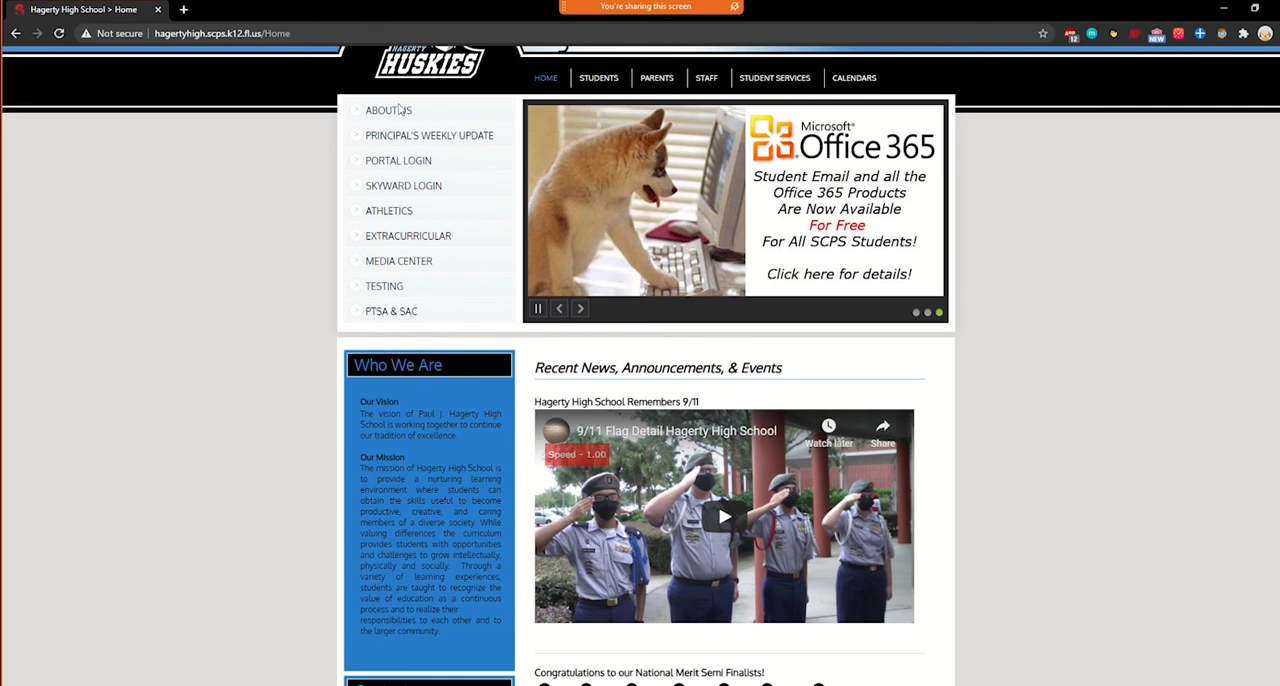 You're sharing this screen
Hagerty High School > Home
Not secure
hagertyhigh.scps.k12.fl.us/Home
12
NEW
HAGERTY
HUSKIES
HOME
STUDENTS
PARENTS
STAFF
STUDENT SERVICES
CALENDARS
ABOUT US
PRINCIPAL'S WEEKLY UPDATE
PORTAL LOGIN
SKYWARD LOGIN
ATHLETICS
EXTRACURRICULAR
MEDIA CENTER
TESTING
PTSA & SAC
Microsoft®
Office 365
Student Email and all the
Office 365 Products
Are Now Available
For Free
For All SCPS Students!
Click here for details!
Who We Are
Our Vision
The vision of Paul J. Hagerty High
School is working together to continue
our tradition of excellence.
Our Mission
The mission of Hagerty High School is
to provide a nurturing learning
environment where students can
obtain the skills useful to become
productive, creative, and caring
members of a diverse society. While
valuing differences the curriculum
provides students with opportunities
and challenges to grow intellectually,
physically and socially. Through a
variety of learning experiences,
students are taught to recognize the
value of education as a continuous
process and to realize their
responsibilities to each other and to
the larger community.
Recent News, Announcements, & Events
Hagerty High School Remembers 9/11
9/11 Flag Detail Hagerty High School
Watch later
Share
Speed - 1.00
Congratulations to our National Merit Semi Finalists!